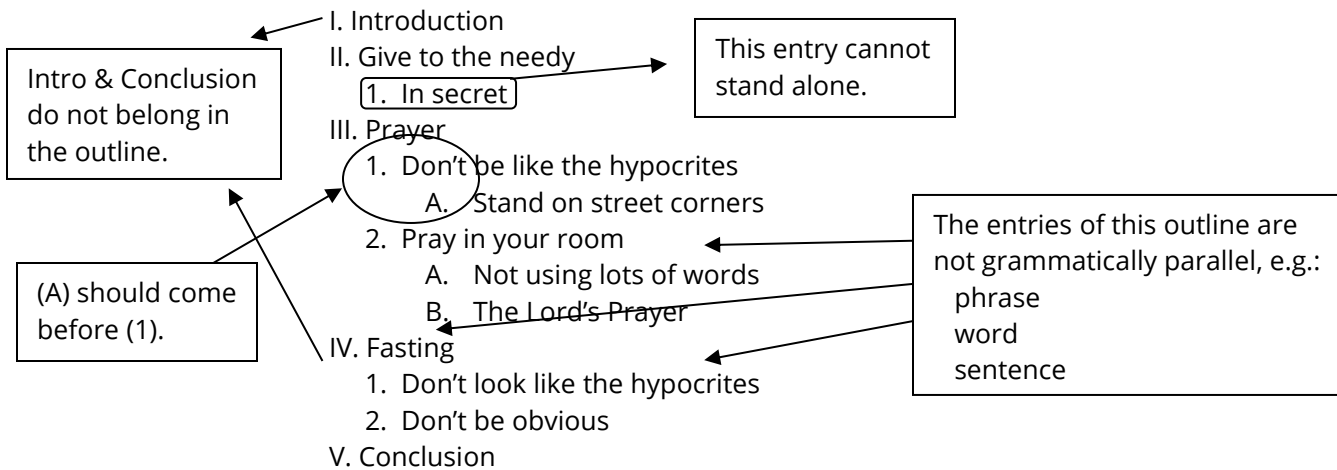 I. Introduction
II. Give to the needy
1. In secret
III. Prayer
1. Don’t be like the hypocrites
A. Stand on street corners
2. Pray in your room
A. Not using lots of words
B. The Lord’s Prayer
IV. Fasting
1. Don’t look like the hypocrites
2. Don’t be obvious
V. Conclusion
Intro & Conclusion
do not belong in
the outline.
(A) should come
before (1).
This entry cannot
stand alone.
The entries of this outline are
not grammatically parallel, e.g.:
phrase
word
sentence